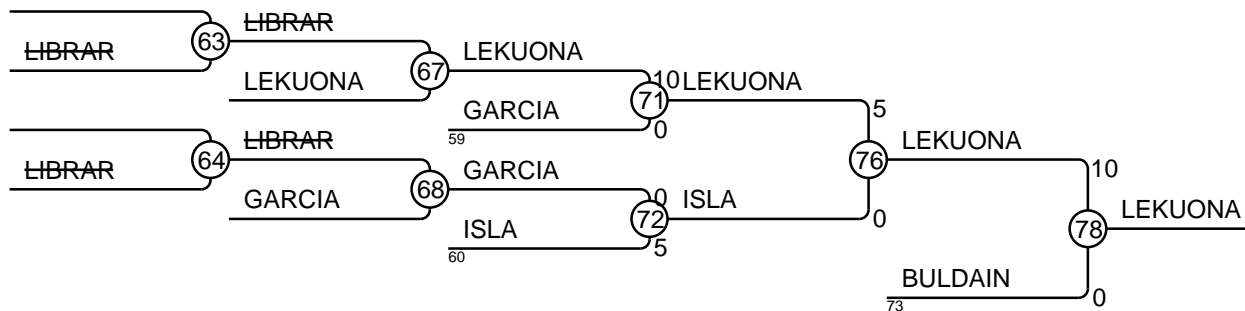 LIBRAR
63
LIBRAR
LEKUONA
67
LEKUONA
GARCIA
59
10
71
0
LEKUONA
LIBRAR
64
LIBRAR
GARCIA
68
GARCIA
ISLA
60
0
72
5
ISLA
5
76
0
LEKUONA
BULDAIN
73
10
78
0
LEKUONA